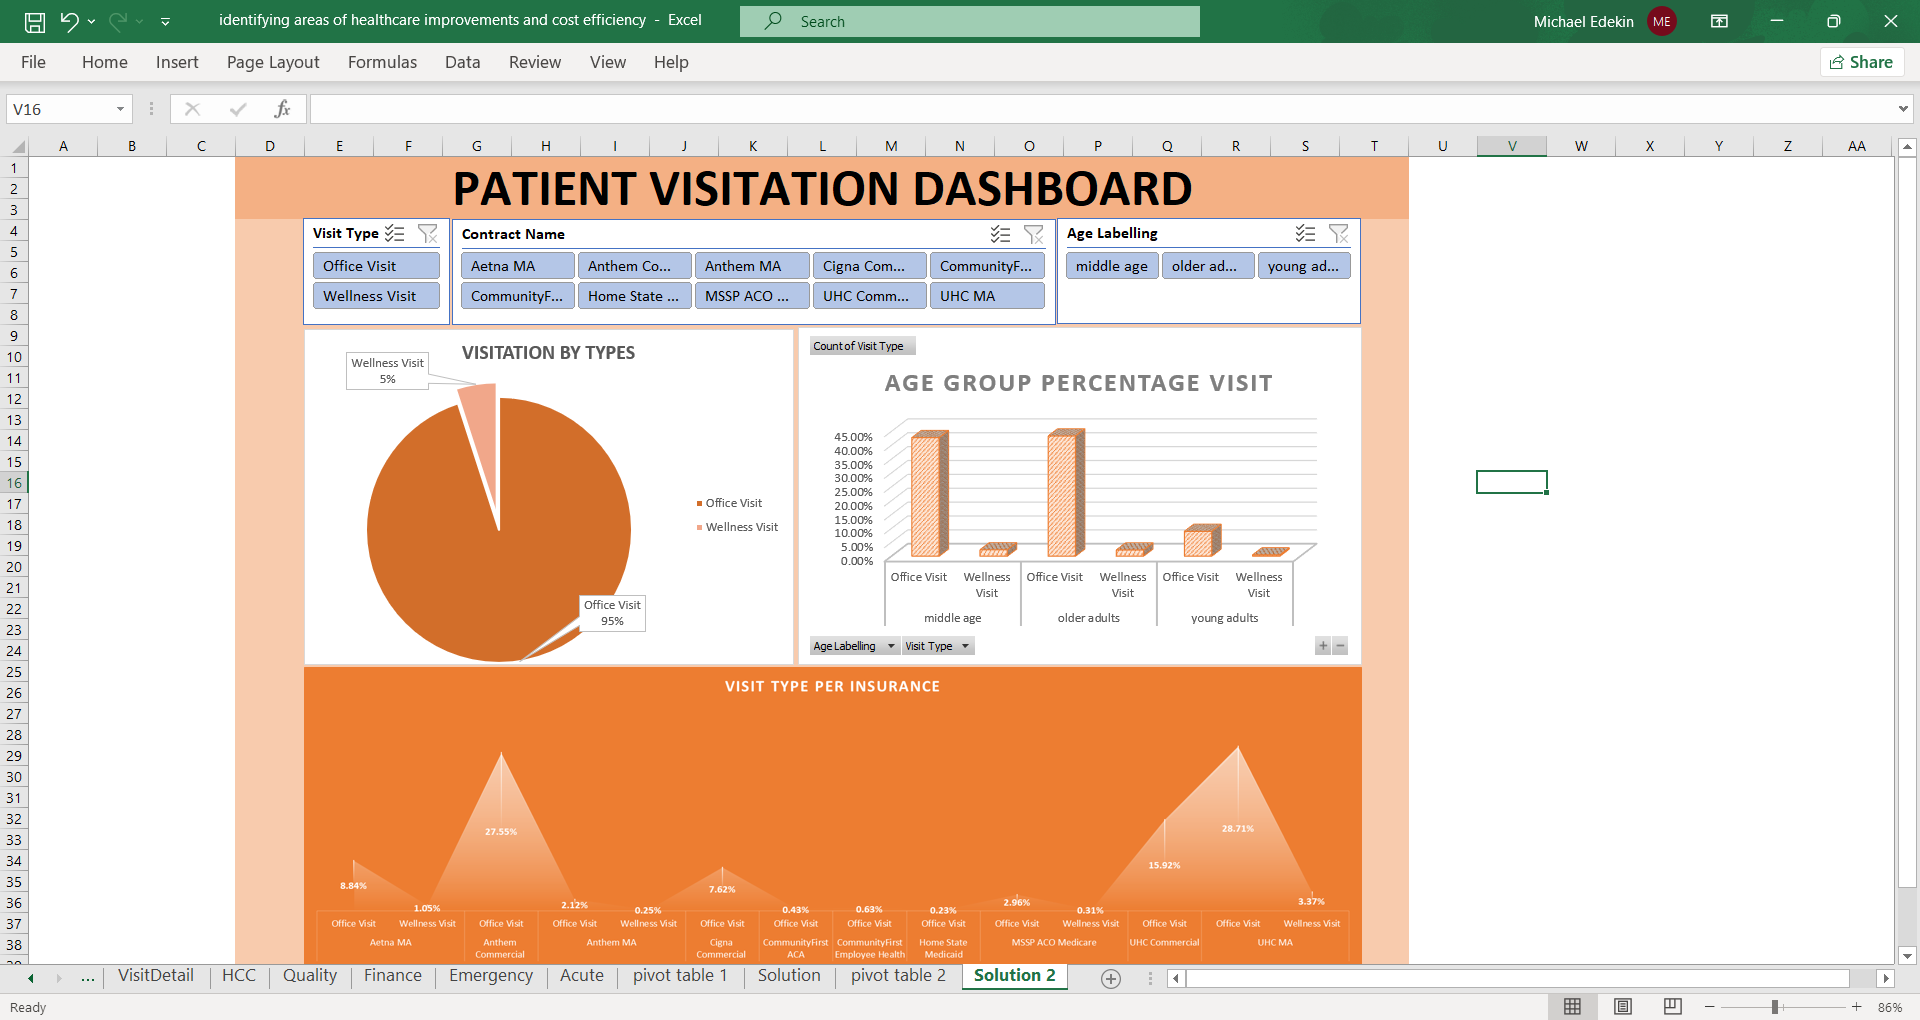 identifying areas of healthcare improvements and cost efficiency - Excel
Search
Michael Edekin ME
File Home Insert Page Layout Formulas Data Review View Help
Share
V16
fx
A B C D E F G H I J K L M N O P Q R S T U V W X Y Z AA
1
2
3
4
5
6
7
8
9
10
11
12
13
14
15
16
17
18
19
20
21
22
23
24
25
26
27
28
29
30
31
32
33
34
35
36
37
38
PATIENT VISITATION DASHBOARD
Visit Type
Office Visit
Wellness Visit
Contract Name
Aetna MA Anthem Co... Anthem MA Cigna Com... CommunityF...
CommunityF... Home State ... MSSP ACO ... UHC Comm... UHC MA
Age Labelling
middle age older ad... young ad...
VISITATION BY TYPES
Wellness Visit
5%
Office Visit
95%
Office Visit
Wellness Visit
Count of Visit Type
AGE GROUP PERCENTAGE VISIT
45.00%
40.00%
35.00%
30.00%
25.00%
20.00%
15.00%
10.00%
5.00%
0.00%
Office Visit Wellness Visit Office Visit Wellness Visit Office Visit Wellness Visit
middle age older adults young adults
Age Labelling Visit Type
+ −
VISIT TYPE PER INSURANCE
8.84% 1.05% 27.55% 2.12% 0.25% 7.62% 0.43% 0.63% 0.23% 2.96% 0.31% 15.92% 28.71% 3.37%
Office Visit Wellness Visit Office Visit Office Visit Wellness Visit Office Visit Office Visit Office Visit Office Visit Office Visit Wellness Visit Office Visit Office Visit Wellness Visit
Aetna MA Anthem Commercial Anthem MA Cigna Commercial CommunityFirst ACA CommunityFirst Employee Health Home State Medicaid MSSP ACO Medicare UHC Commercial UHC MA
... VisitDetail HCC Quality Finance Emergency Acute pivot table 1 Solution pivot table 2 Solution 2
Ready
86%